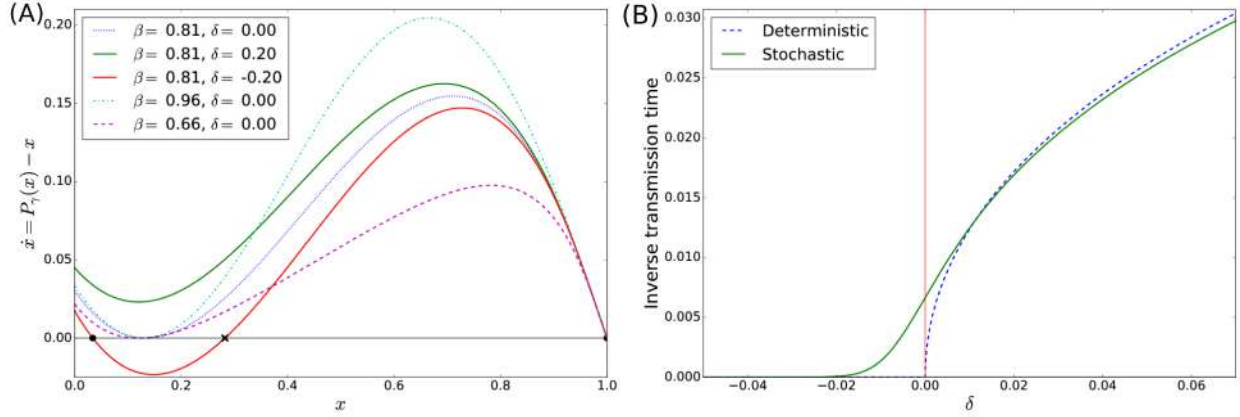 (A)
0.20
0.15
0.10
0.05
0.00
ẋ = Pγ(x) − x
β = 0.81, δ = 0.00
β = 0.81, δ = 0.20
β = 0.81, δ = -0.20
β = 0.96, δ = 0.00
β = 0.66, δ = 0.00
0.0 0.2 0.4 0.6 0.8 1.0
x
(B)
0.030
0.025
0.020
0.015
0.010
0.005
0.000
Inverse transmission time
Deterministic
Stochastic
−0.04 −0.02 0.00 0.02 0.04 0.06
δ